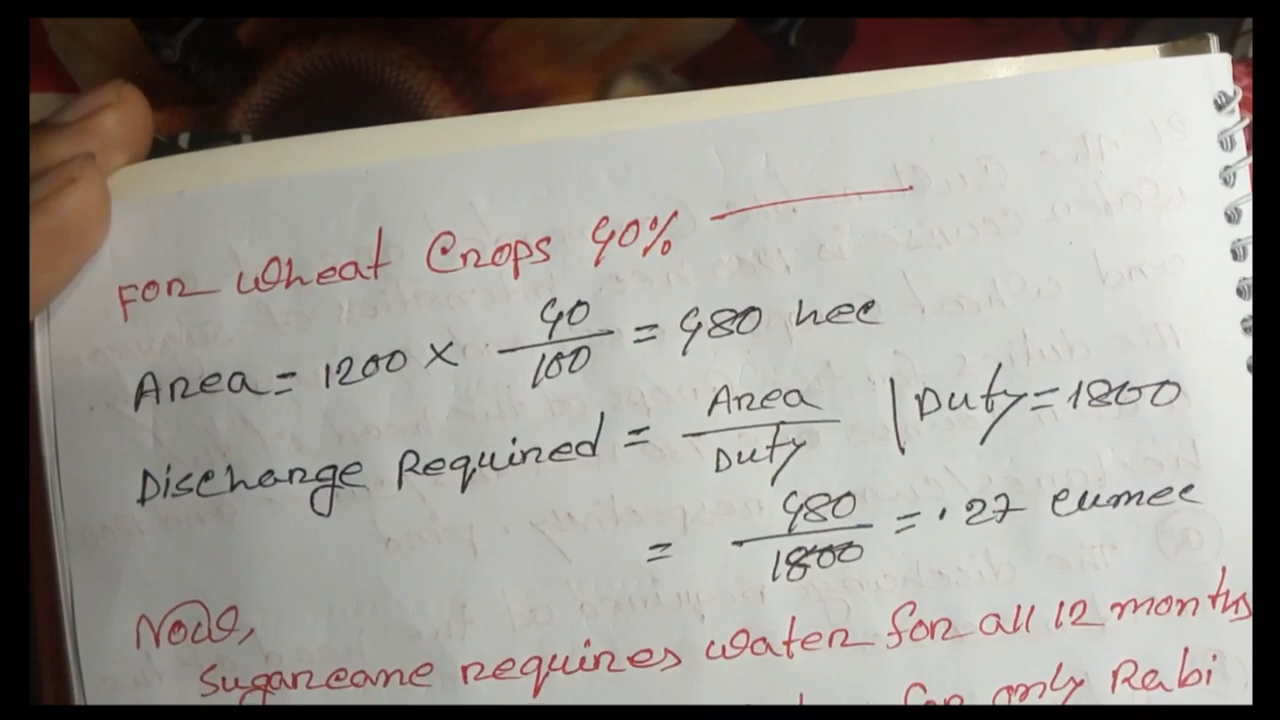 FOR Wheat Crops 40%
Area = 1200 × 40/100 = 480 hec
Discharge Required = Area/Duty | Duty = 1800
= 480/1800 = .27 cumec
Now,
Sugarcane requires water for all 12 months
for only Rabi